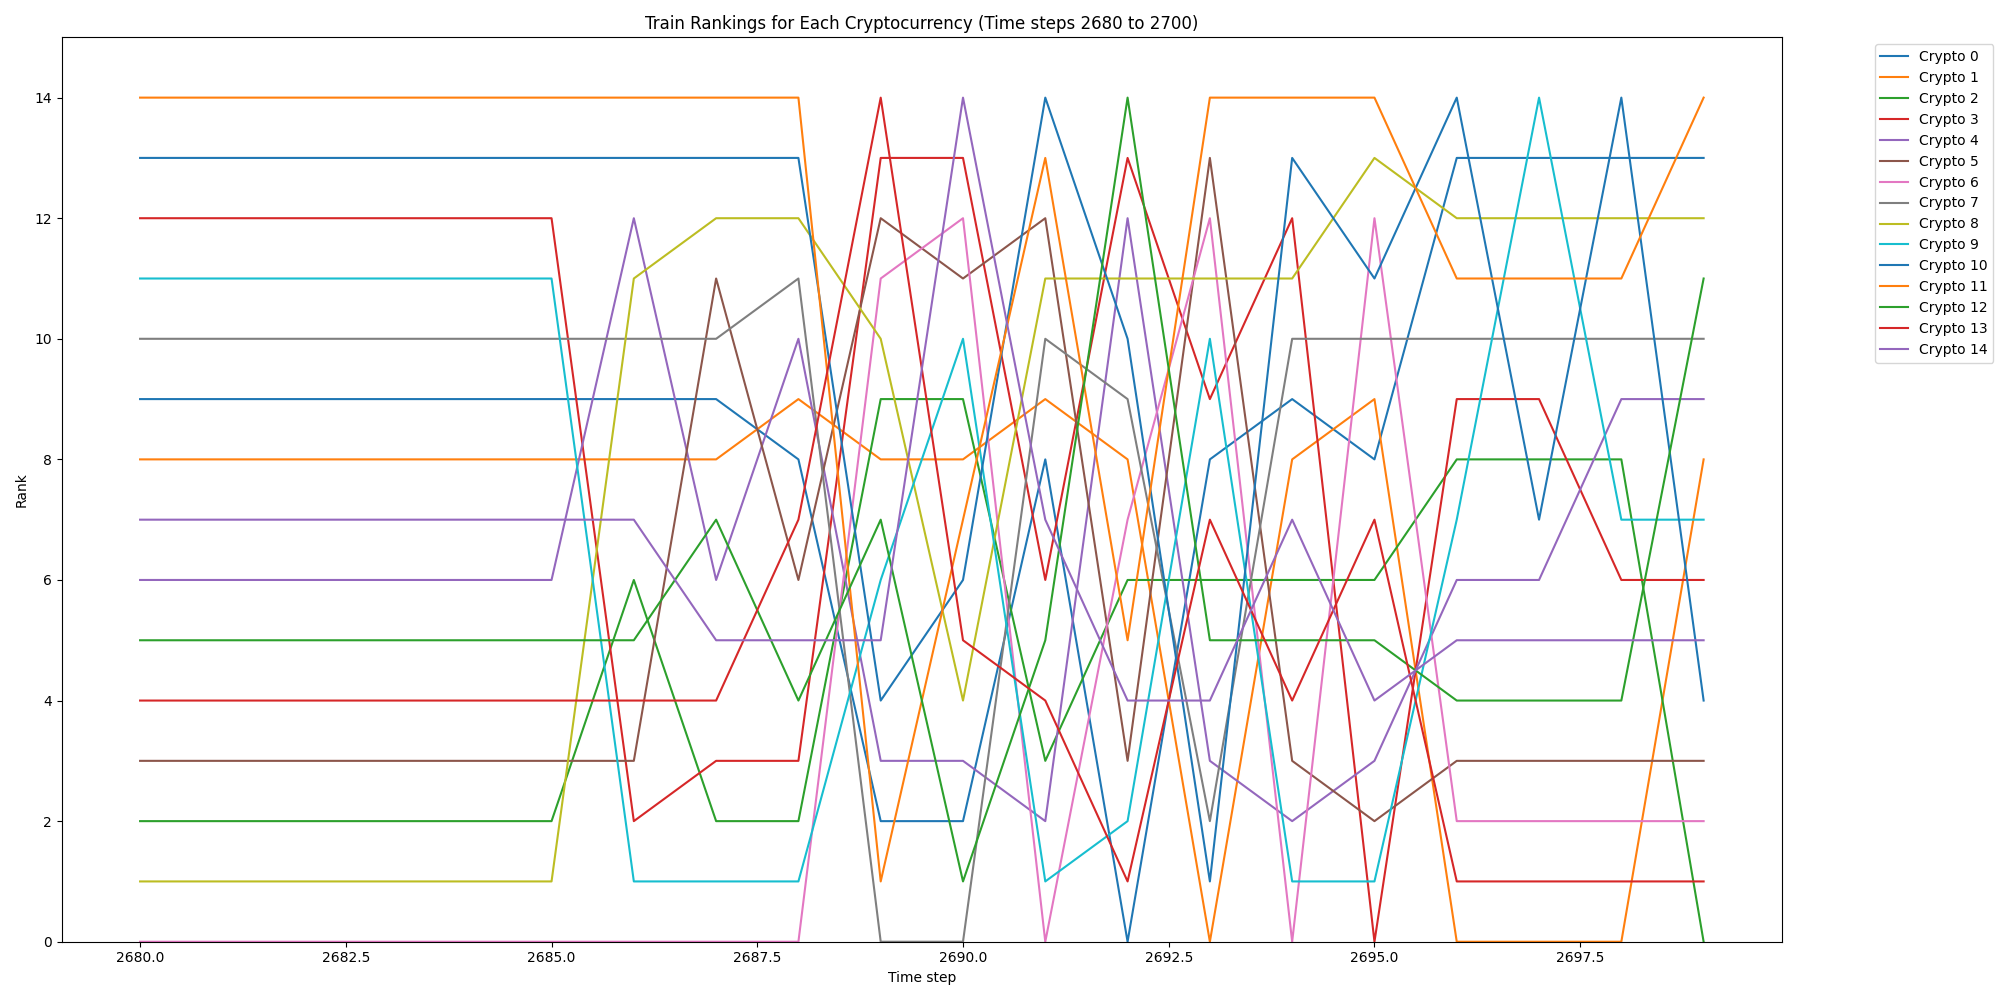 Train Rankings for Each Cryptocurrency (Time steps 2680 to 2700)
14
12
10
8
6
4
2
0
Rank
2680.0 2682.5 2685.0 2687.5 2690.0 2692.5 2695.0 2697.5
Time step
Crypto 0
Crypto 1
Crypto 2
Crypto 3
Crypto 4
Crypto 5
Crypto 6
Crypto 7
Crypto 8
Crypto 9
Crypto 10
Crypto 11
Crypto 12
Crypto 13
Crypto 14